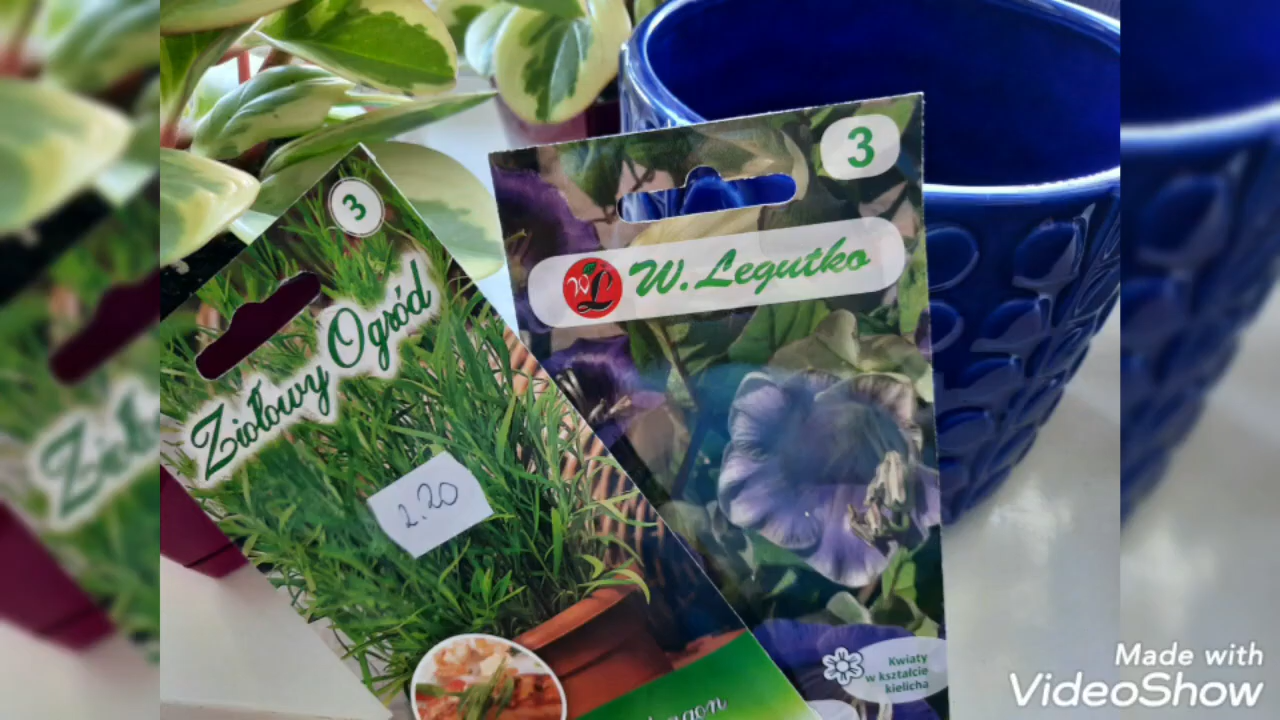 3
Ziołowy Ogród
2.20
3
W. Legutko
Kwiaty
w kształcie
kielicha
Made with
VideoShow